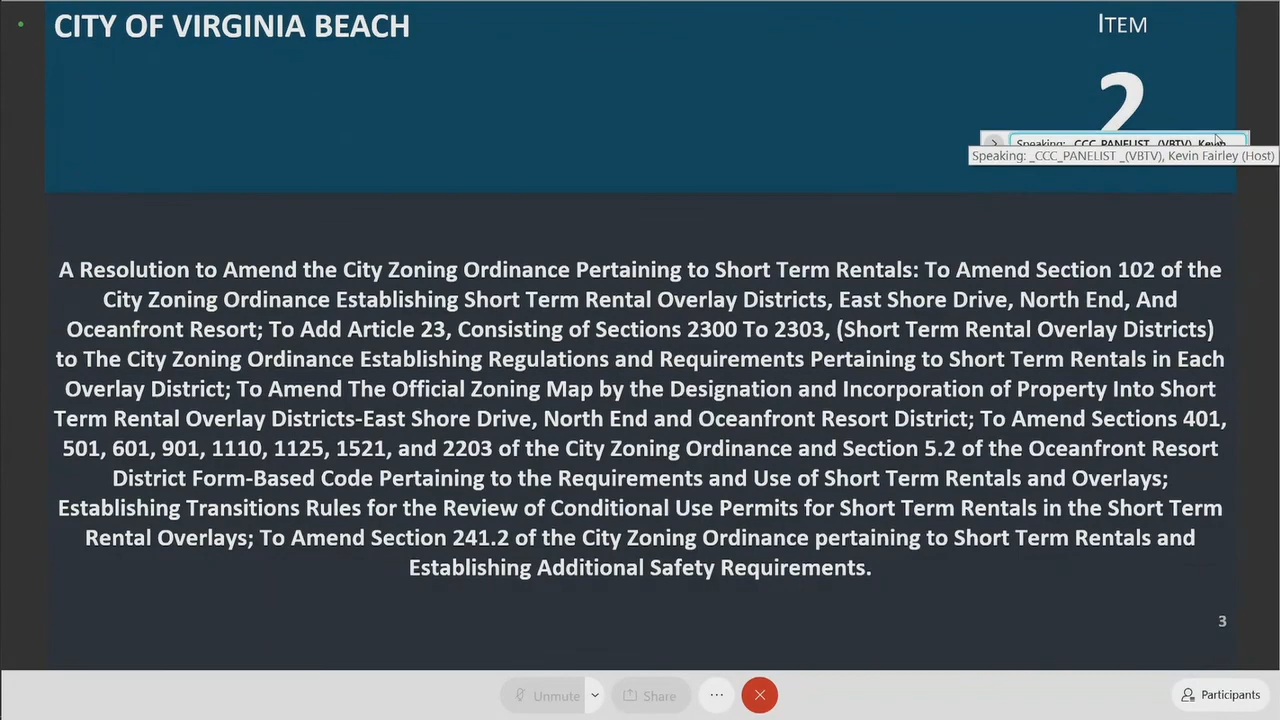 CITY OF VIRGINIA BEACH
ITEM
2
Speaking: _CCC_PANELIST _(VBTV), Kevin
Speaking: _CCC_PANELIST _(VBTV), Kevin Fairley (Host)
A Resolution to Amend the City Zoning Ordinance Pertaining to Short Term Rentals: To Amend Section 102 of the
City Zoning Ordinance Establishing Short Term Rental Overlay Districts, East Shore Drive, North End, And
Oceanfront Resort; To Add Article 23, Consisting of Sections 2300 To 2303, (Short Term Rental Overlay Districts)
to The City Zoning Ordinance Establishing Regulations and Requirements Pertaining to Short Term Rentals in Each
Overlay District; To Amend The Official Zoning Map by the Designation and Incorporation of Property Into Short
Term Rental Overlay Districts-East Shore Drive, North End and Oceanfront Resort District; To Amend Sections 401,
501, 601, 901, 1110, 1125, 1521, and 2203 of the City Zoning Ordinance and Section 5.2 of the Oceanfront Resort
District Form-Based Code Pertaining to the Requirements and Use of Short Term Rentals and Overlays;
Establishing Transitions Rules for the Review of Conditional Use Permits for Short Term Rentals in the Short Term
Rental Overlays; To Amend Section 241.2 of the City Zoning Ordinance pertaining to Short Term Rentals and
Establishing Additional Safety Requirements.
3
Unmute
Share
Participants